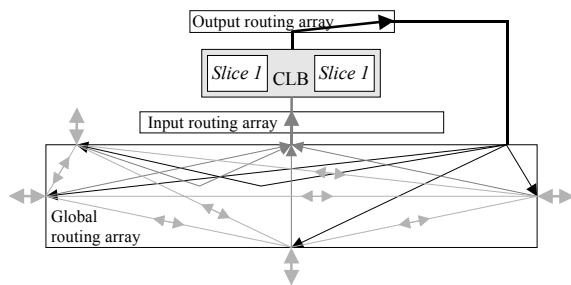 Output routing array
Slice 1
CLB
Slice 1
Input routing array
Global
routing array